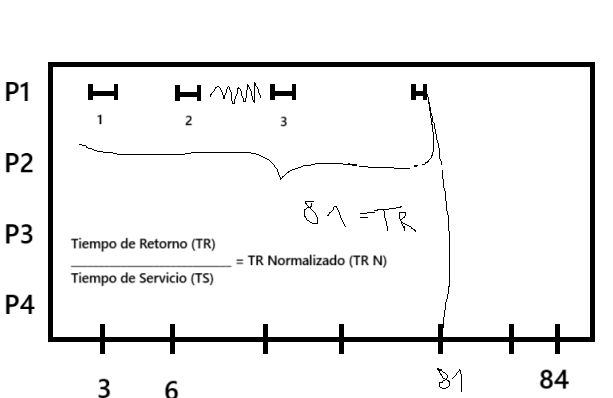 P1
1 2 3
P2
81 = TR
P3
Tiempo de Retorno (TR)
= TR Normalizado (TR N)
Tiempo de Servicio (TS)
P4
3 6 81 84